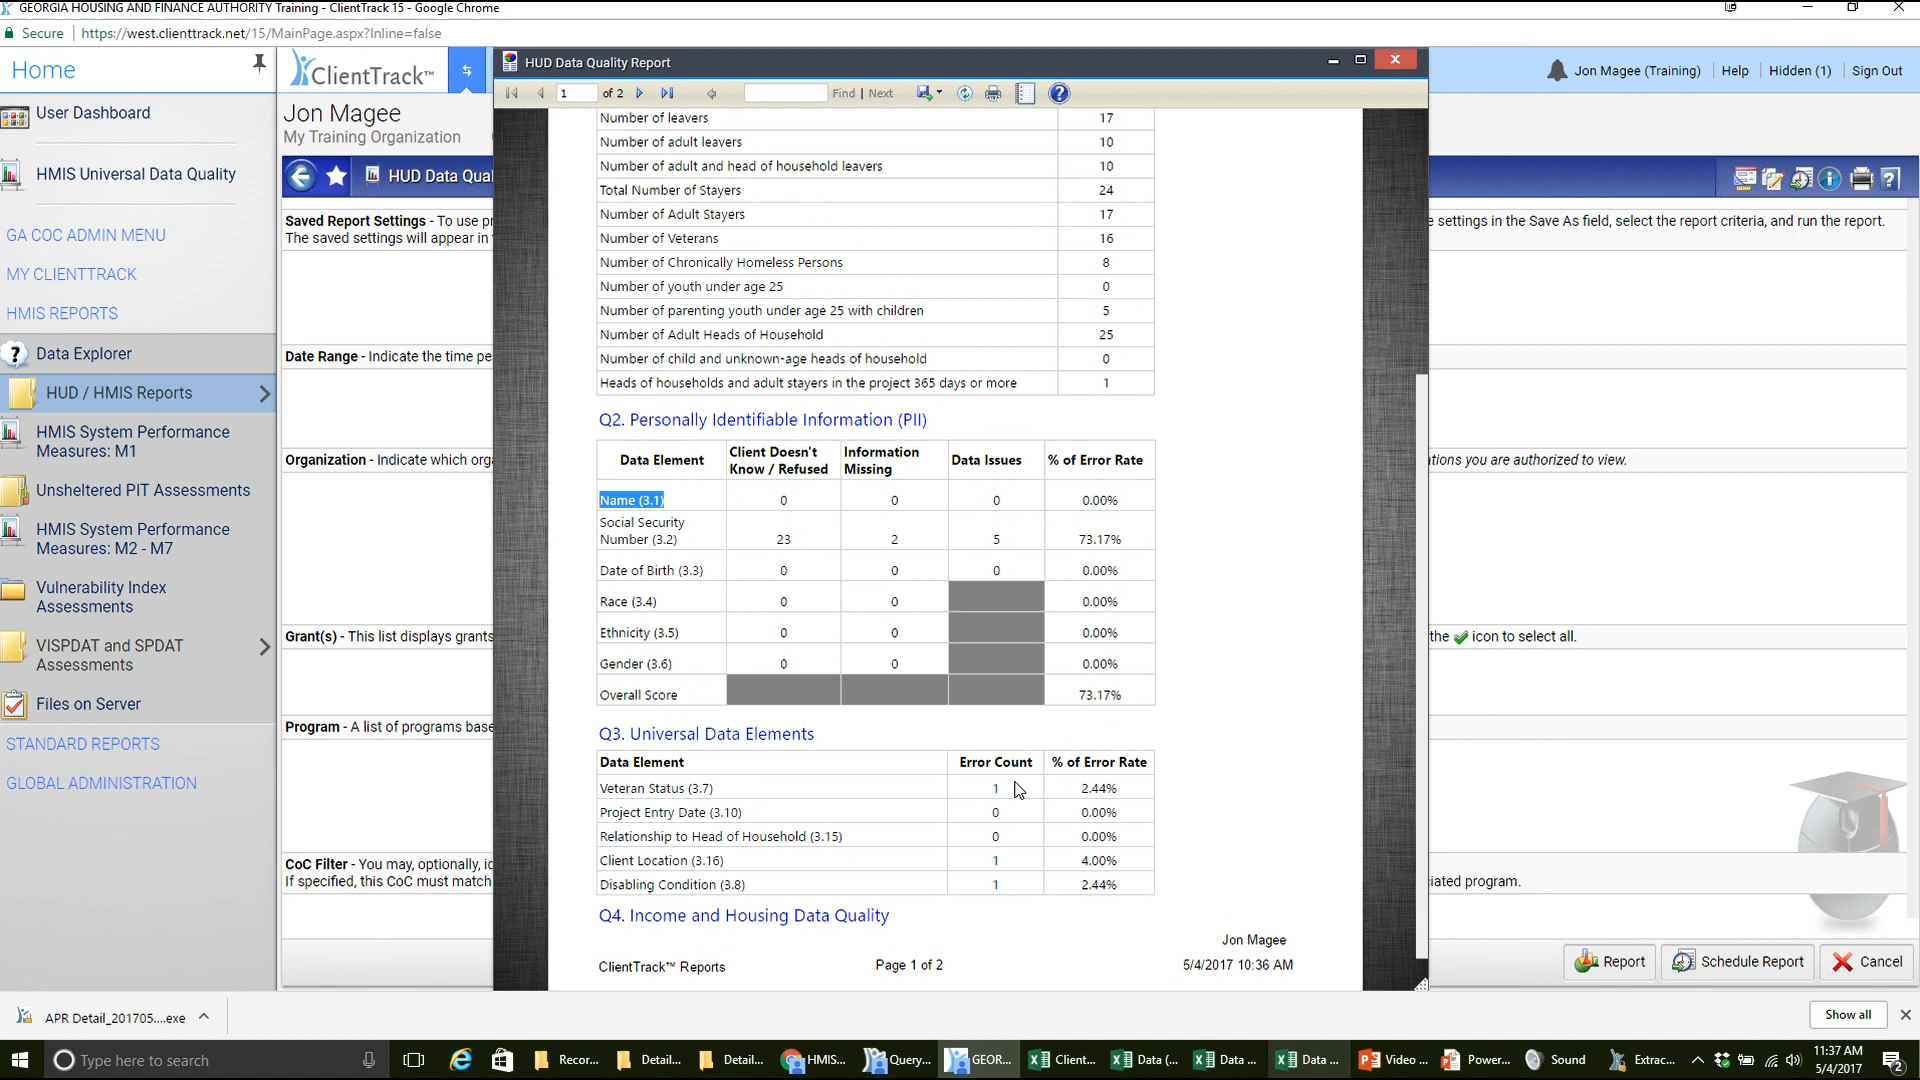 GEORGIA HOUSING AND FINANCE AUTHORITY Training - ClientTrack 15 - Google Chrome
Secure | https://west.clienttrack.net/15/MainPage.aspx?Inline=false
Home
ClientTrack™
HUD Data Quality Report
Jon Magee (Training) | Help | Hidden (1) | Sign Out
1 of 2 Find | Next
User Dashboard
HMIS Universal Data Quality
GA COC ADMIN MENU
MY CLIENTTRACK
HMIS REPORTS
Data Explorer
HUD / HMIS Reports
HMIS System Performance
Measures: M1
Unsheltered PIT Assessments
HMIS System Performance
Measures: M2 - M7
Vulnerability Index
Assessments
VISPDAT and SPDAT
Assessments
Files on Server
STANDARD REPORTS
GLOBAL ADMINISTRATION
Jon Magee
My Training Organization
HUD Data Qual
Saved Report Settings - To use pr
The saved settings will appear in
Date Range - Indicate the time pe
Organization - Indicate which orga
Grant(s) - This list displays grants
Program - A list of programs base
CoC Filter - You may, optionally, id
If specified, this CoC must match
Number of leavers 17
Number of adult leavers 10
Number of adult and head of household leavers 10
Total Number of Stayers 24
Number of Adult Stayers 17
Number of Veterans 16
Number of Chronically Homeless Persons 8
Number of youth under age 25 0
Number of parenting youth under age 25 with children 5
Number of Adult Heads of Household 25
Number of child and unknown-age heads of household 0
Heads of households and adult stayers in the project 365 days or more 1
Q2. Personally Identifiable Information (PII)
Data Element Client Doesn't Know / Refused Information Missing Data Issues % of Error Rate
Name (3.1) 0 0 0 0.00%
Social Security
Number (3.2) 23 2 5 73.17%
Date of Birth (3.3) 0 0 0 0.00%
Race (3.4) 0 0 0.00%
Ethnicity (3.5) 0 0 0.00%
Gender (3.6) 0 0 0.00%
Overall Score 73.17%
Q3. Universal Data Elements
Data Element Error Count % of Error Rate
Veteran Status (3.7) 1 2.44%
Project Entry Date (3.10) 0 0.00%
Relationship to Head of Household (3.15) 0 0.00%
Client Location (3.16) 1 4.00%
Disabling Condition (3.8) 1 2.44%
Q4. Income and Housing Data Quality
Jon Magee
ClientTrack™ Reports Page 1 of 2 5/4/2017 10:36 AM
e settings in the Save As field, select the report criteria, and run the report.
tions you are authorized to view.
the icon to select all.
iated program.
Report Schedule Report Cancel
APR Detail_201705....exe
Show all
Type here to search
Recor... Detail... Detail... HMIS... Query... GEOR... Client... Data (... Data ... Data ... Video ... Power... Sound Extrac...
11:37 AM
5/4/2017
2